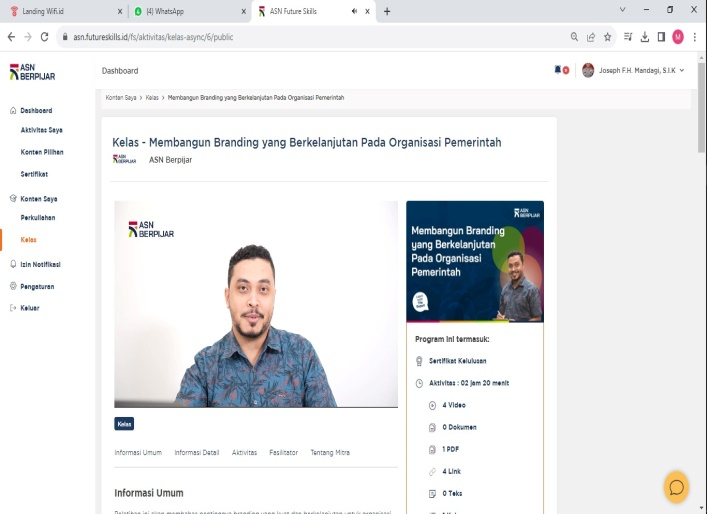 Landing Wifi.id
(4) WhatsApp
ASN Future Skills
asn.futureskills.id/fs/aktivitas/kelas-async/6/public
M
ASN
BERPIJAR
Dashboard
Joseph F.H. Mandagi, S.I.K
Konten Saya > Kelas > Membangun Branding yang Berkelanjutan Pada Organisasi Pemerintah
Dashboard
Aktivitas Saya
Konten Pilihan
Sertifikat
Konten Saya
Perkuliahan
Kelas
Izin Notifikasi
Pengaturan
Keluar
Kelas - Membangun Branding yang Berkelanjutan Pada Organisasi Pemerintah
ASN Berpijar
ASN
BERPIJAR
ASN
BERPIJAR
Membangun Branding
yang Berkelanjutan
Pada Organisasi
Pemerintah
Program ini termasuk:
Sertifikat Kelulusan
Aktivitas : 02 jam 20 menit
4 Video
0 Dokumen
1 PDF
4 Link
0 Teks
Kelas
Informasi Umum
Informasi Detail
Aktivitas
Fasilitator
Tentang Mitra
Informasi Umum